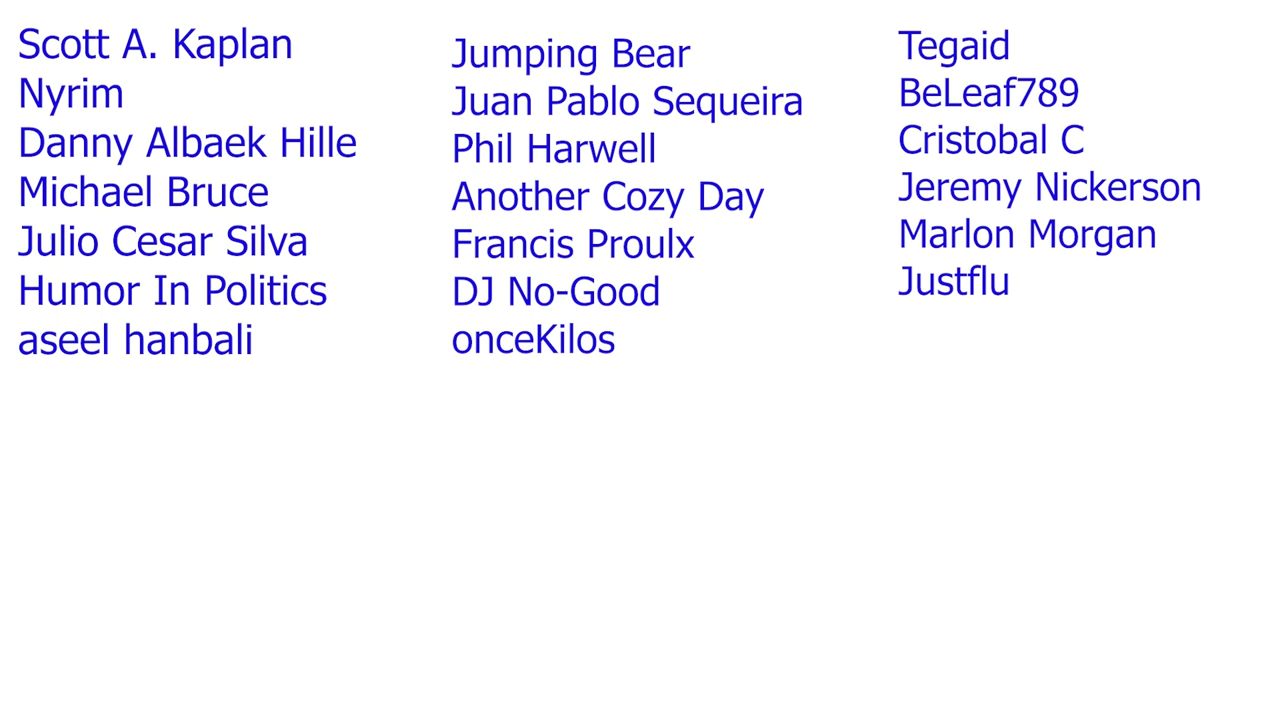 Scott A. Kaplan
Nyrim
Danny Albaek Hille
Michael Bruce
Julio Cesar Silva
Humor In Politics
aseel hanbali
Jumping Bear
Juan Pablo Sequeira
Phil Harwell
Another Cozy Day
Francis Proulx
DJ No-Good
onceKilos
Tegaid
BeLeaf789
Cristobal C
Jeremy Nickerson
Marlon Morgan
Justflu